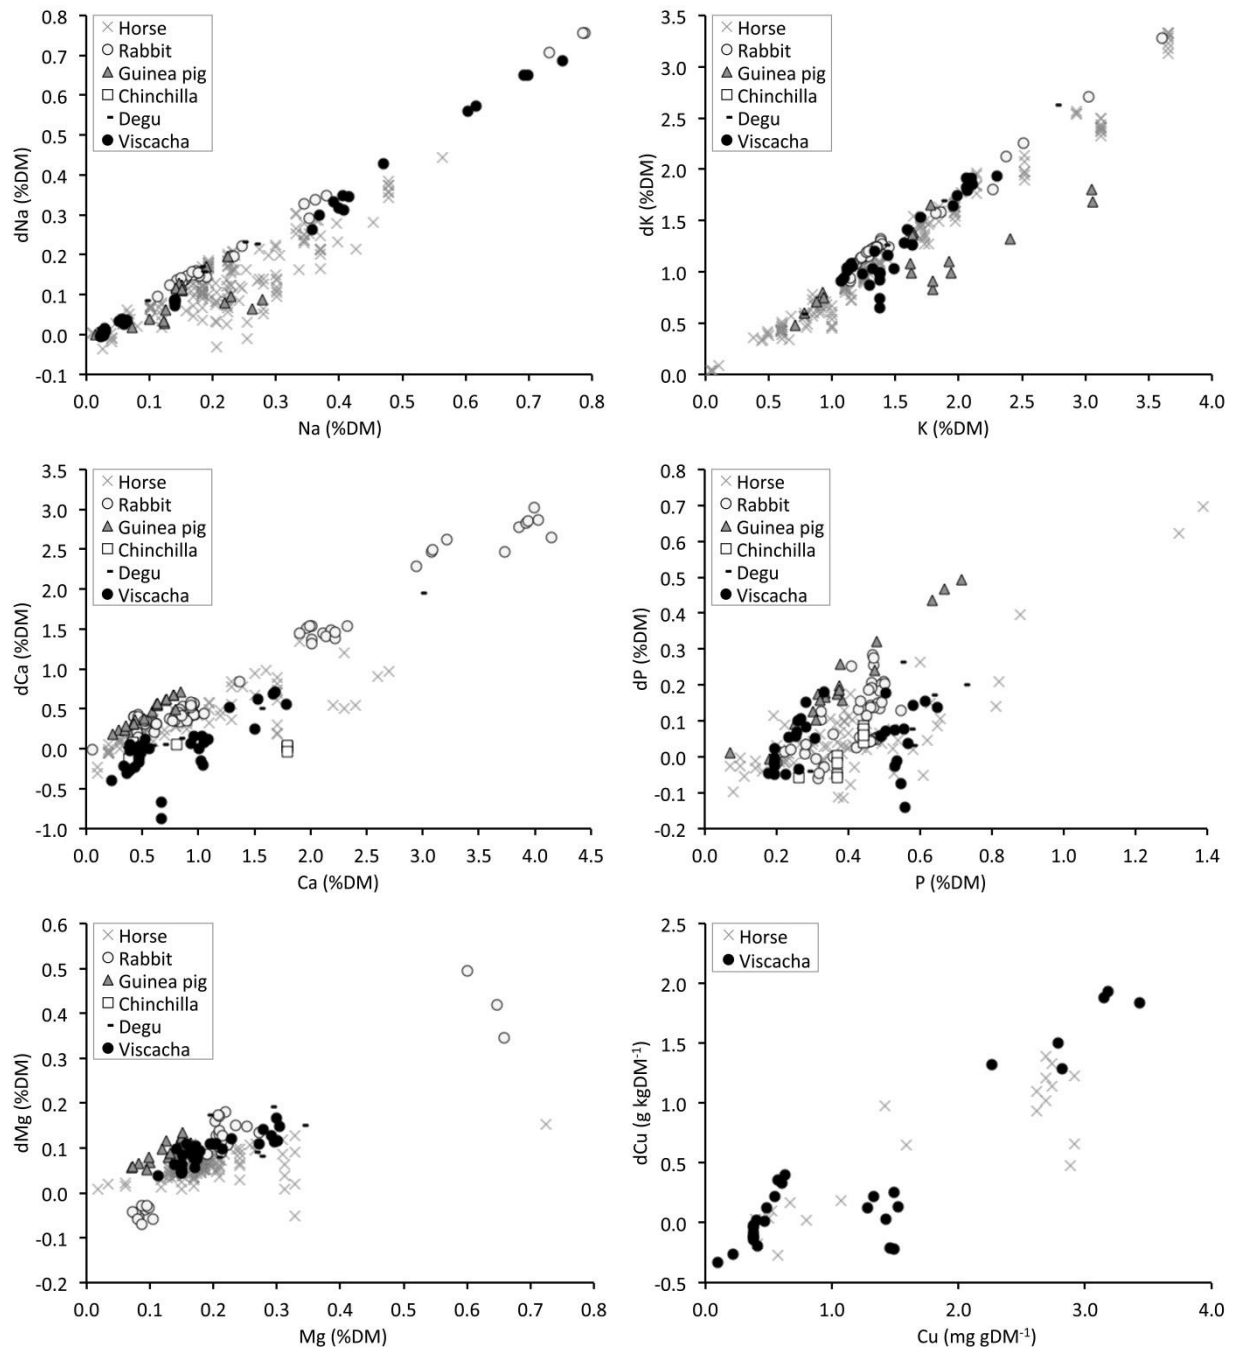 Horse
Rabbit
Guinea pig
Chinchilla
Degu
Viscacha
dNa (%DM)
0.8
0.7
0.6
0.5
0.4
0.3
0.2
0.1
0.0
-0.1
0.0 0.1 0.2 0.3 0.4 0.5 0.6 0.7 0.8
Na (%DM)
Horse
Rabbit
Guinea pig
Chinchilla
Degu
Viscacha
dK (%DM)
3.5
3.0
2.5
2.0
1.5
1.0
0.5
0.0
0.0 0.5 1.0 1.5 2.0 2.5 3.0 3.5 4.0
K (%DM)
Horse
Rabbit
Guinea pig
Chinchilla
Degu
Viscacha
dCa (%DM)
3.5
3.0
2.5
2.0
1.5
1.0
0.5
0.0
-0.5
-1.0
0.0 0.5 1.0 1.5 2.0 2.5 3.0 3.5 4.0 4.5
Ca (%DM)
Horse
Rabbit
Guinea pig
Chinchilla
Degu
Viscacha
dP (%DM)
0.8
0.7
0.6
0.5
0.4
0.3
0.2
0.1
0.0
-0.1
-0.2
0.0 0.2 0.4 0.6 0.8 1.0 1.2 1.4
P (%DM)
Horse
Rabbit
Guinea pig
Chinchilla
Degu
Viscacha
dMg (%DM)
0.6
0.5
0.4
0.3
0.2
0.1
0.0
-0.1
-0.2
0.0 0.1 0.2 0.3 0.4 0.5 0.6 0.7 0.8
Mg (%DM)
Horse
Viscacha
dCu (g kgDM⁻¹)
2.5
2.0
1.5
1.0
0.5
0.0
-0.5
0.0 1.0 2.0 3.0 4.0
Cu (mg gDM⁻¹)